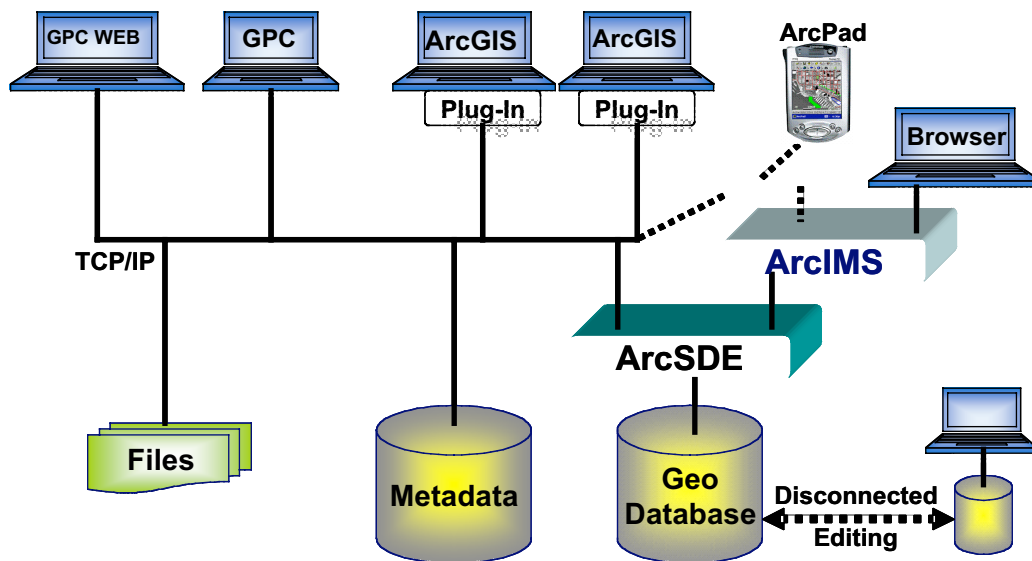 GPC WEB
GPC
ArcGIS
ArcGIS
ArcPad
Plug-In
Plug-In
Browser
TCP/IP
ArcIMS
ArcSDE
Files
Metadata
Geo
Database
Disconnected
Editing